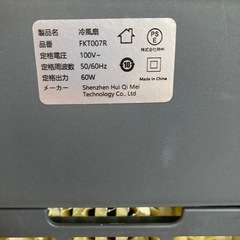 製品名 冷風扇
品番 FKT007R
定格電圧 100V~
定格周波数 50/60Hz
定格出力 60W
メーカー Shenzhen Hui Qi Mei
Technology Co., Ltd
PS
E
10
Made in China